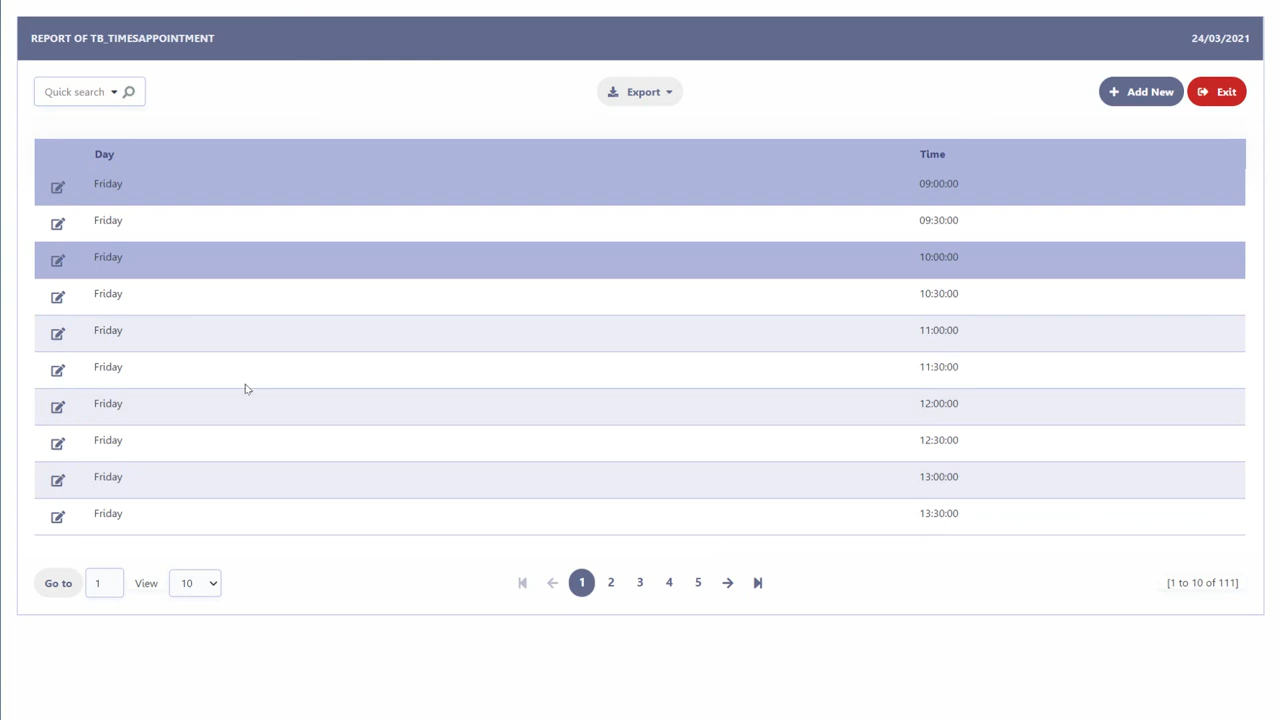 REPORT OF TB_TIMESAPPOINTMENT 24/03/2021
Quick search Export Add New Exit
Day Time
Friday 09:00:00
Friday 09:30:00
Friday 10:00:00
Friday 10:30:00
Friday 11:00:00
Friday 11:30:00
Friday 12:00:00
Friday 12:30:00
Friday 13:00:00
Friday 13:30:00
Go to 1 View 10 1 2 3 4 5 [1 to 10 of 111]